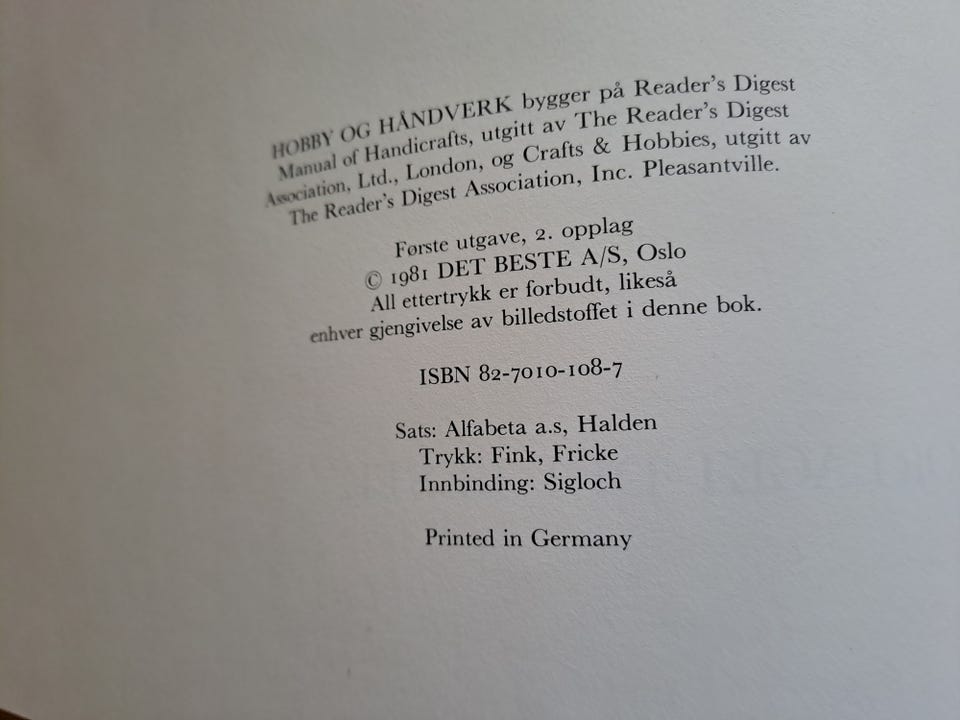 HOBBY OG HÅNDVERK bygger på Reader's Digest
Manual of Handicrafts, utgitt av The Reader's Digest
Association, Ltd., London, og Crafts & Hobbies, utgitt av
The Reader's Digest Association, Inc. Pleasantville.
Første utgave, 2. opplag
© 1981 DET BESTE A/S, Oslo
All ettertrykk er forbudt, likeså
enhver gjengivelse av billedstoffet i denne bok.
ISBN 82-7010-108-7
Sats: Alfabeta a.s, Halden
Trykk: Fink, Fricke
Innbinding: Sigloch
Printed in Germany